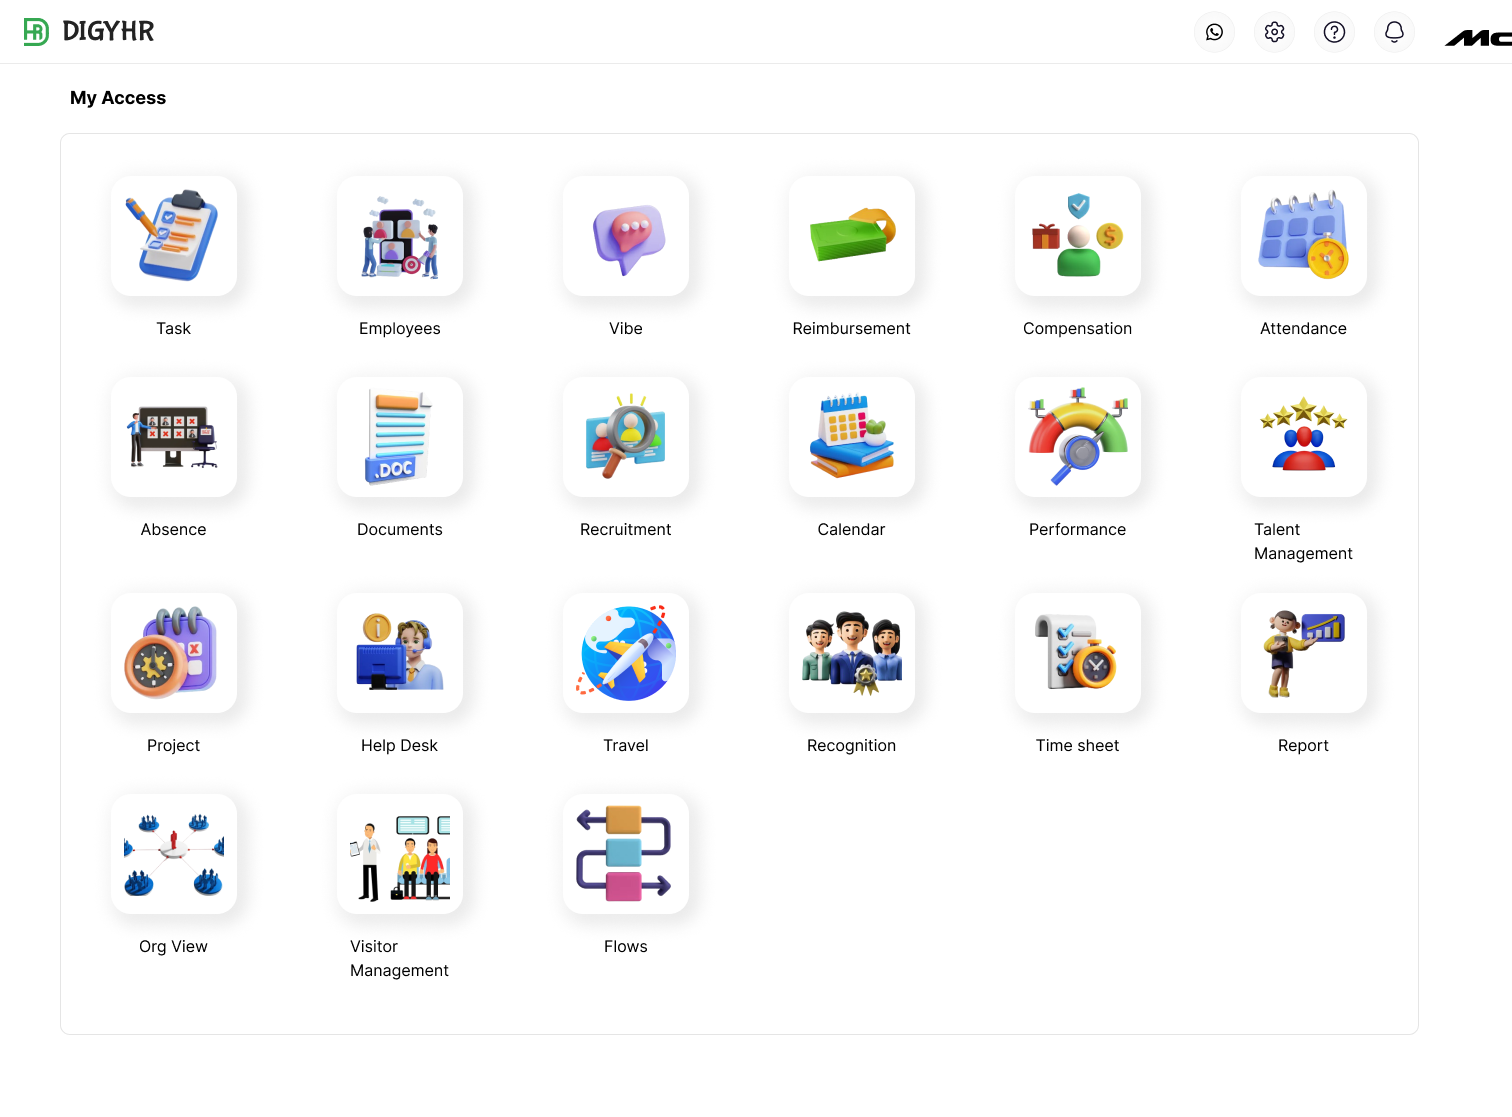 DIGYHR
My Access
Task
Employees
Vibe
Reimbursement
Compensation
Attendance
Absence
.DOC
Documents
Recruitment
Calendar
Performance
Talent
Management
Project
Help Desk
Travel
Recognition
Time sheet
Report
Org View
Visitor
Management
Flows